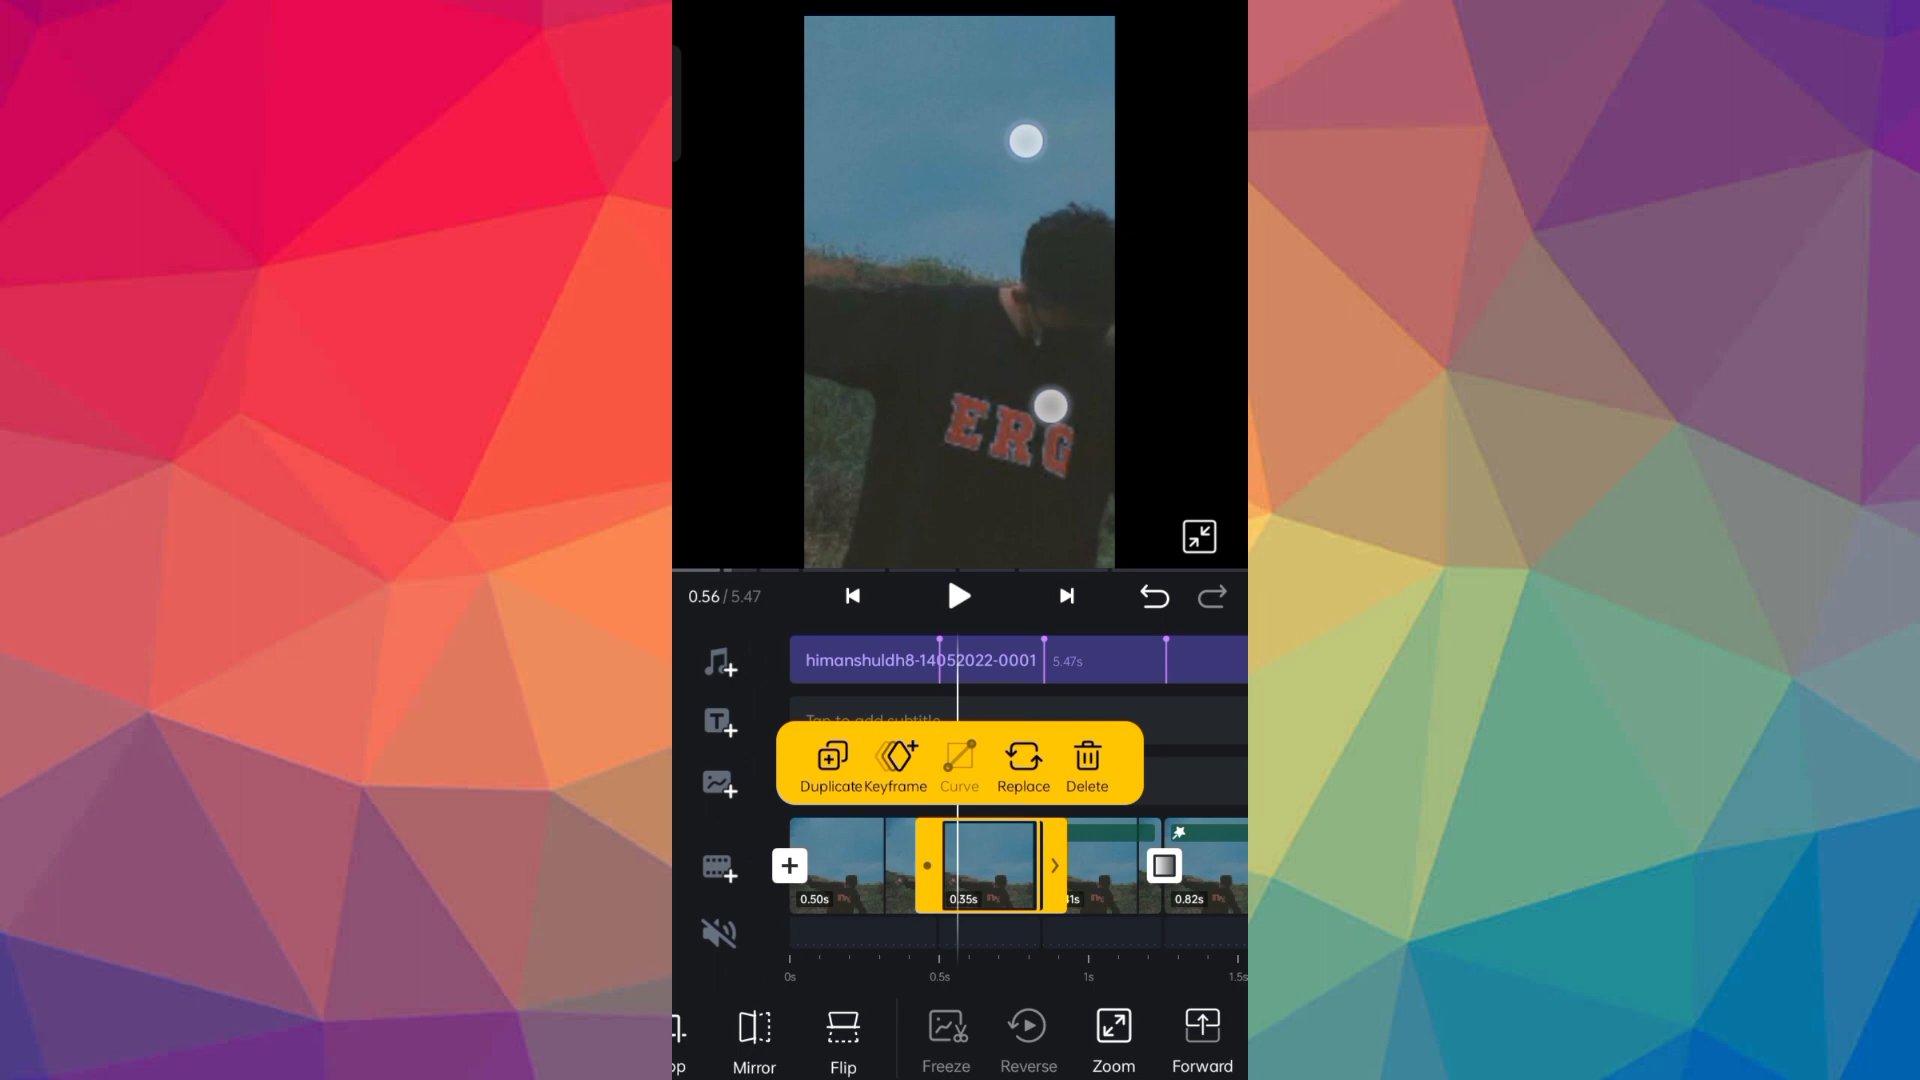 ERG
0.56 / 5.47
himanshuldh8-14052022-0001 5.47s
Duplicate Keyframe Curve Replace Delete
0.50s 0.35s 0.82s
0s 0.5s 1s 1.5s
Mirror Flip Freeze Reverse Zoom Forward